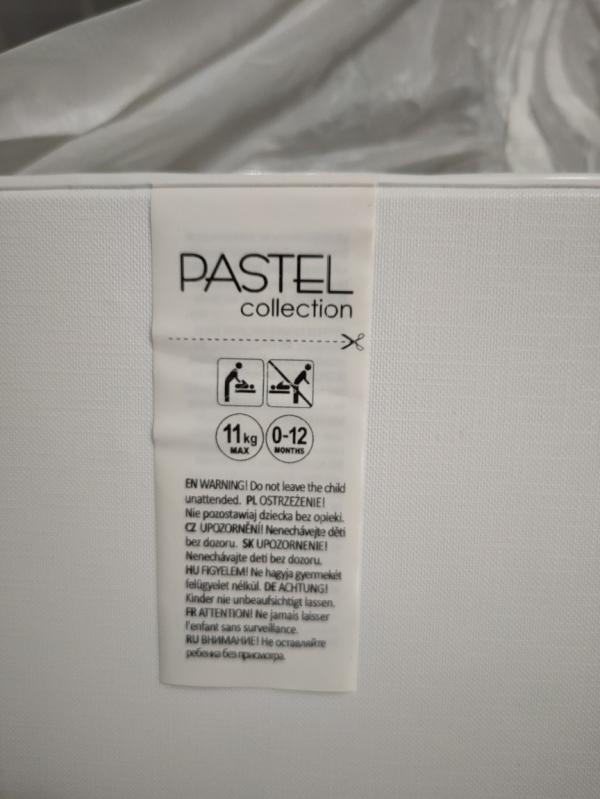 PASTEL
collection
11 kg
MAX
0-12
MONTHS
EN WARNING! Do not leave the child
unattended. PL OSTRZEŻENIE!
Nie pozostawiaj dziecka bez opieki.
CZ UPOZORNĚNÍ! Nenechávejte děti
bez dozoru. SK UPOZORNENIE!
Nenechávajte deti bez dozoru.
HU FIGYELEM! Ne hagyja gyermekét
felügyelet nélkül. DE ACHTUNG!
Kinder nie unbeaufsichtigt lassen.
FR ATTENTION! Ne jamais laisser
l'enfant sans surveillance.
RU ВНИМАНИЕ! Не оставляйте
ребенка без присмотра.